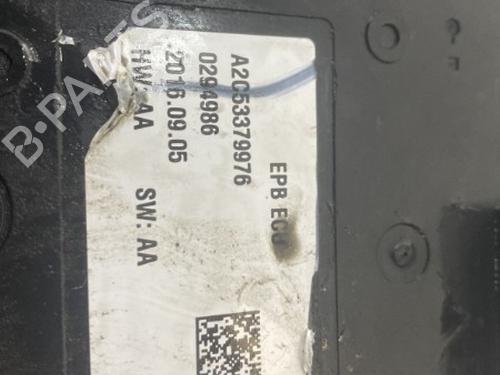 EPB ECU
A2C53379976
0294986
2016.09.05
HW: AA SW: AA
B-PARTS